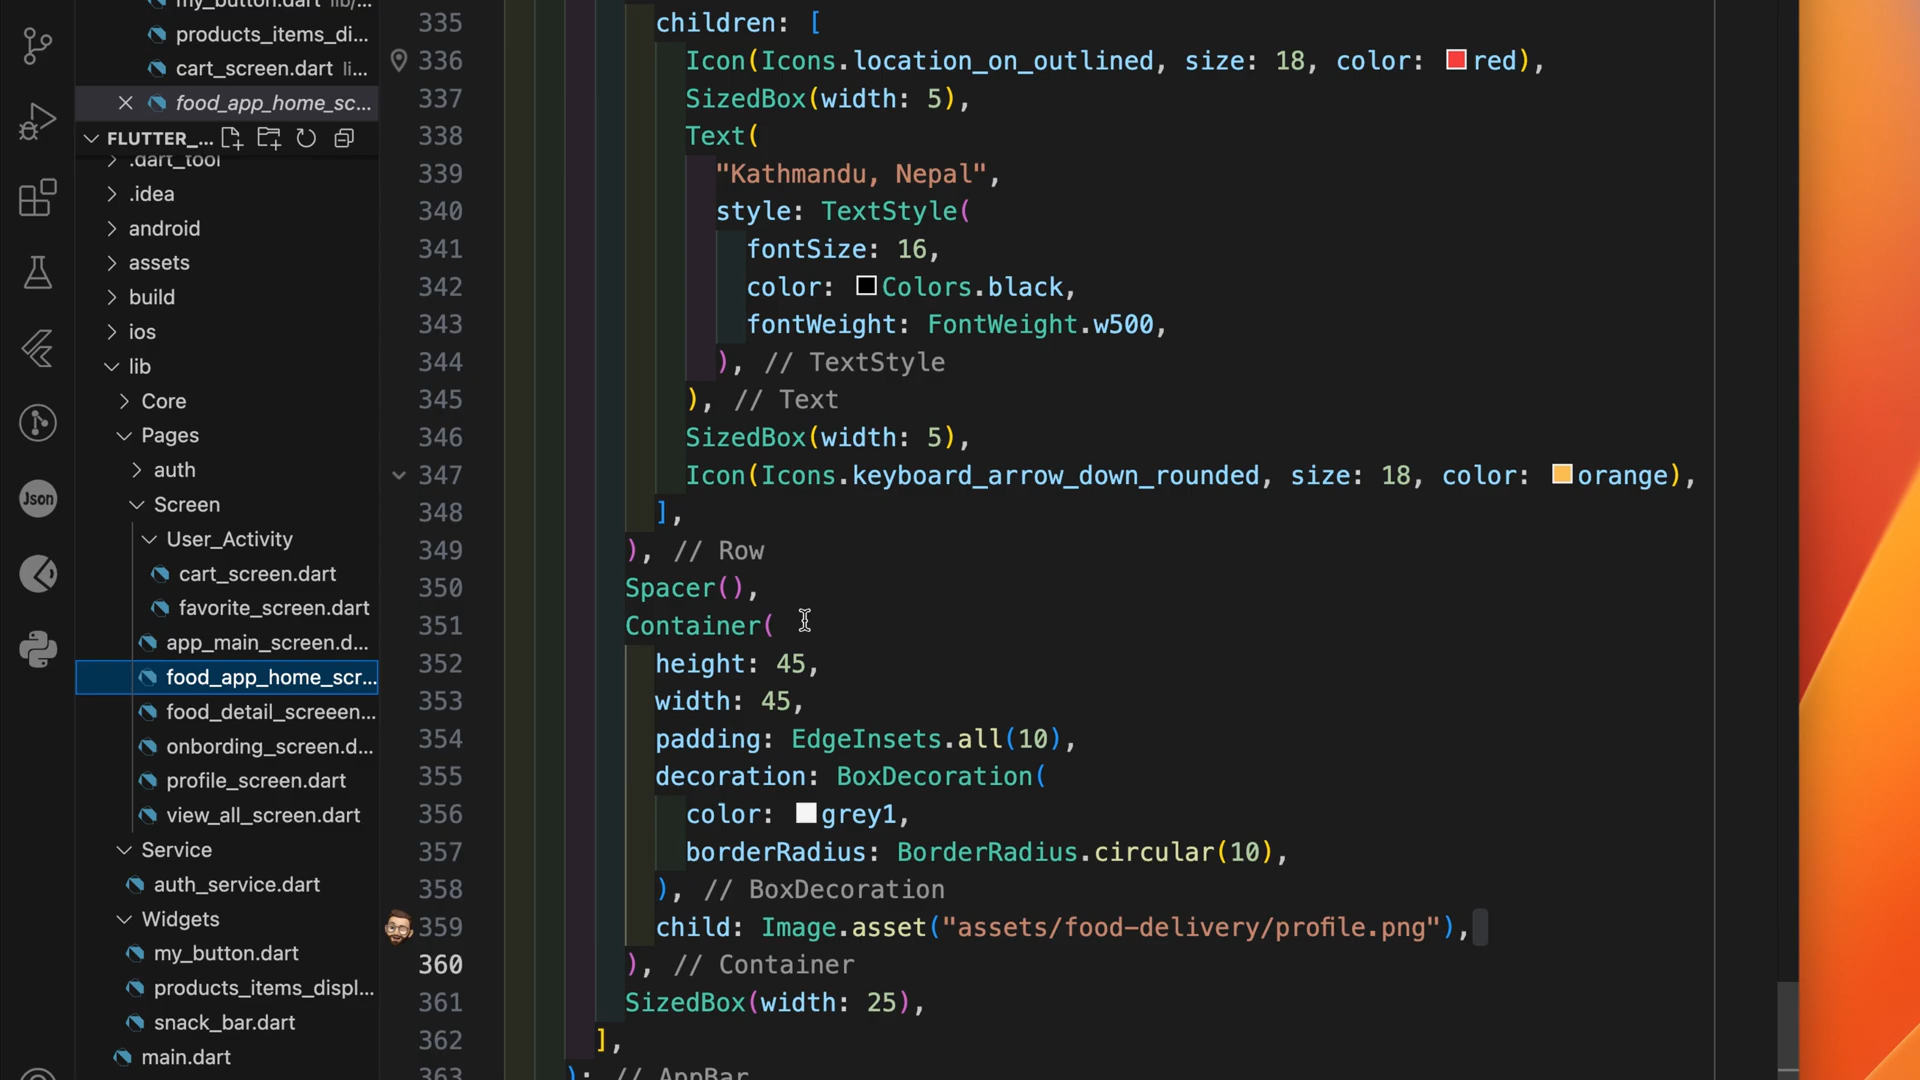 my_button.dart lib/...
products_items_di...
cart_screen.dart li...
food_app_home_sc...
FLUTTER_...
.dart_tool
.idea
android
assets
build
ios
lib
Core
Pages
auth
Screen
User_Activity
cart_screen.dart
favorite_screen.dart
app_main_screen.d...
food_app_home_scr...
food_detail_screeen...
onbording_screen.d...
profile_screen.dart
view_all_screen.dart
Service
auth_service.dart
Widgets
my_button.dart
products_items_displ...
snack_bar.dart
main.dart
Json
335 children: [
336 Icon(Icons.location_on_outlined, size: 18, color: red),
337 SizedBox(width: 5),
338 Text(
339 "Kathmandu, Nepal",
340 style: TextStyle(
341 fontSize: 16,
342 color: Colors.black,
343 fontWeight: FontWeight.w500,
344 ), // TextStyle
345 ), // Text
346 SizedBox(width: 5),
347 Icon(Icons.keyboard_arrow_down_rounded, size: 18, color: orange),
348 ],
349 ), // Row
350 Spacer(),
351 Container(
352 height: 45,
353 width: 45,
354 padding: EdgeInsets.all(10),
355 decoration: BoxDecoration(
356 color: grey1,
357 borderRadius: BorderRadius.circular(10),
358 ), // BoxDecoration
359 child: Image.asset("assets/food-delivery/profile.png"),
360 ), // Container
361 SizedBox(width: 25),
362 ],
363 ); // AppBar